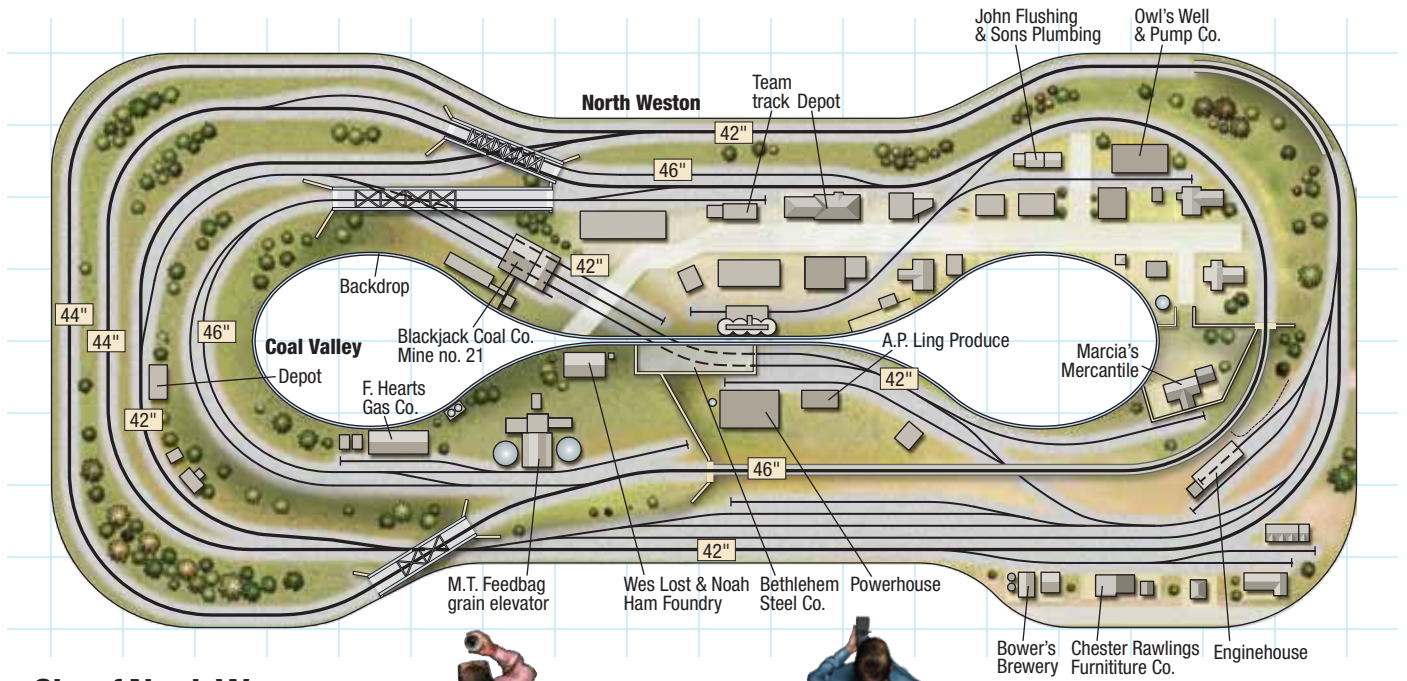 John Flushing
& Sons Plumbing
Owl's Well
& Pump Co.
Team
track
Depot
North Weston
42"
46"
42"
Backdrop
44"
44"
46"
Coal Valley
Blackjack Coal Co.
Mine no. 21
A.P. Ling Produce
Marcia's
Mercantile
Depot
42"
F. Hearts
Gas Co.
42"
46"
42"
M.T. Feedbag
grain elevator
Wes Lost & Noah
Ham Foundry
Bethlehem
Steel Co.
Powerhouse
Bower's
Brewery
Chester Rawlings
Furnititure Co.
Enginehouse